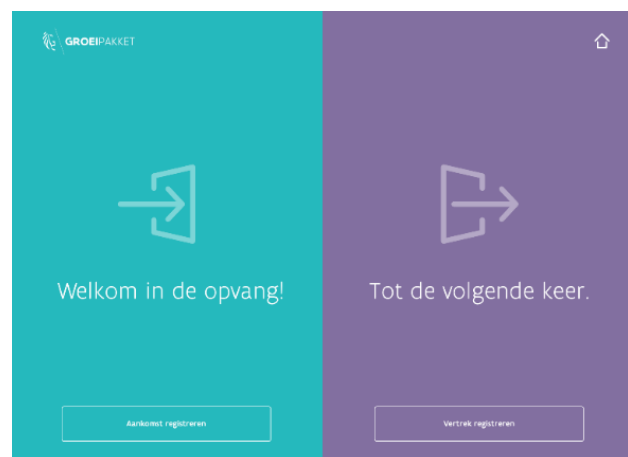 GROEIPAKKET
Welkom in de opvang!
Tot de volgende keer.
Aankomst registreren
Vertrek registreren